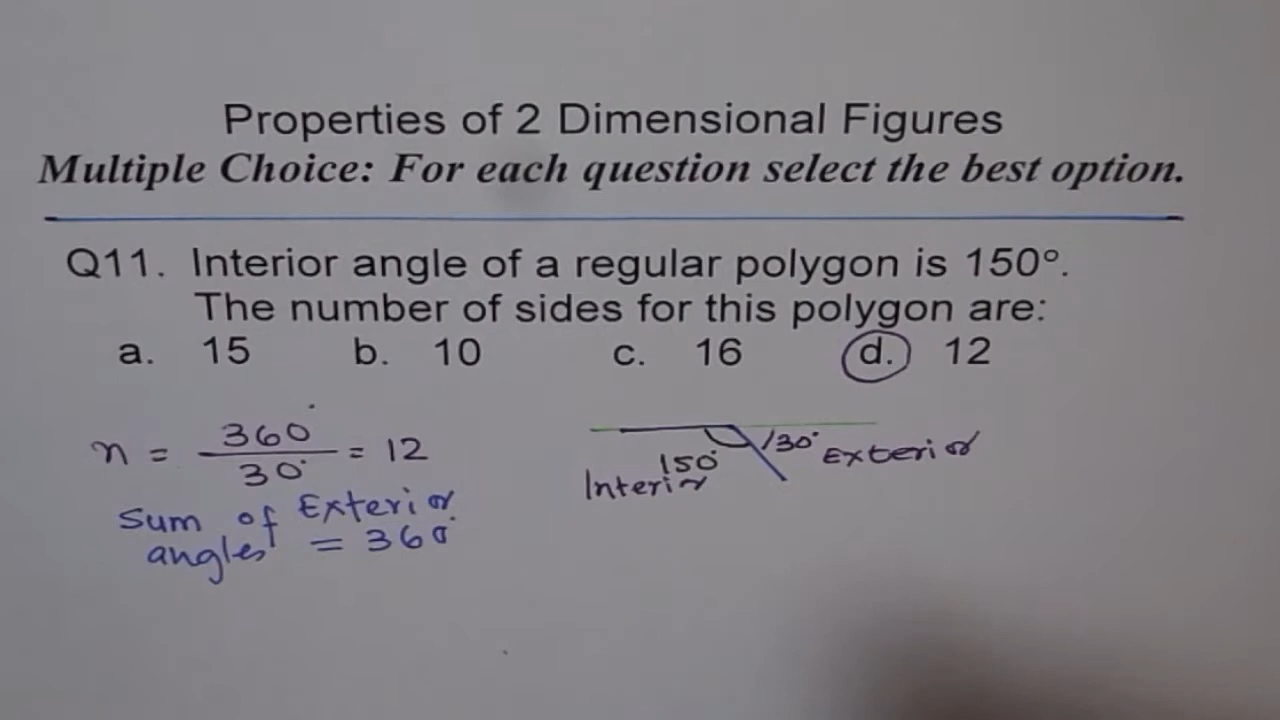 Properties of 2 Dimensional Figures
Multiple Choice: For each question select the best option.
Q11. Interior angle of a regular polygon is 150°.
The number of sides for this polygon are:
a. 15 b. 10 c. 16 d. 12
n = 360° / 30° = 12
150° 30° Exterior
Interior
Sum of Exterior
angles = 360°